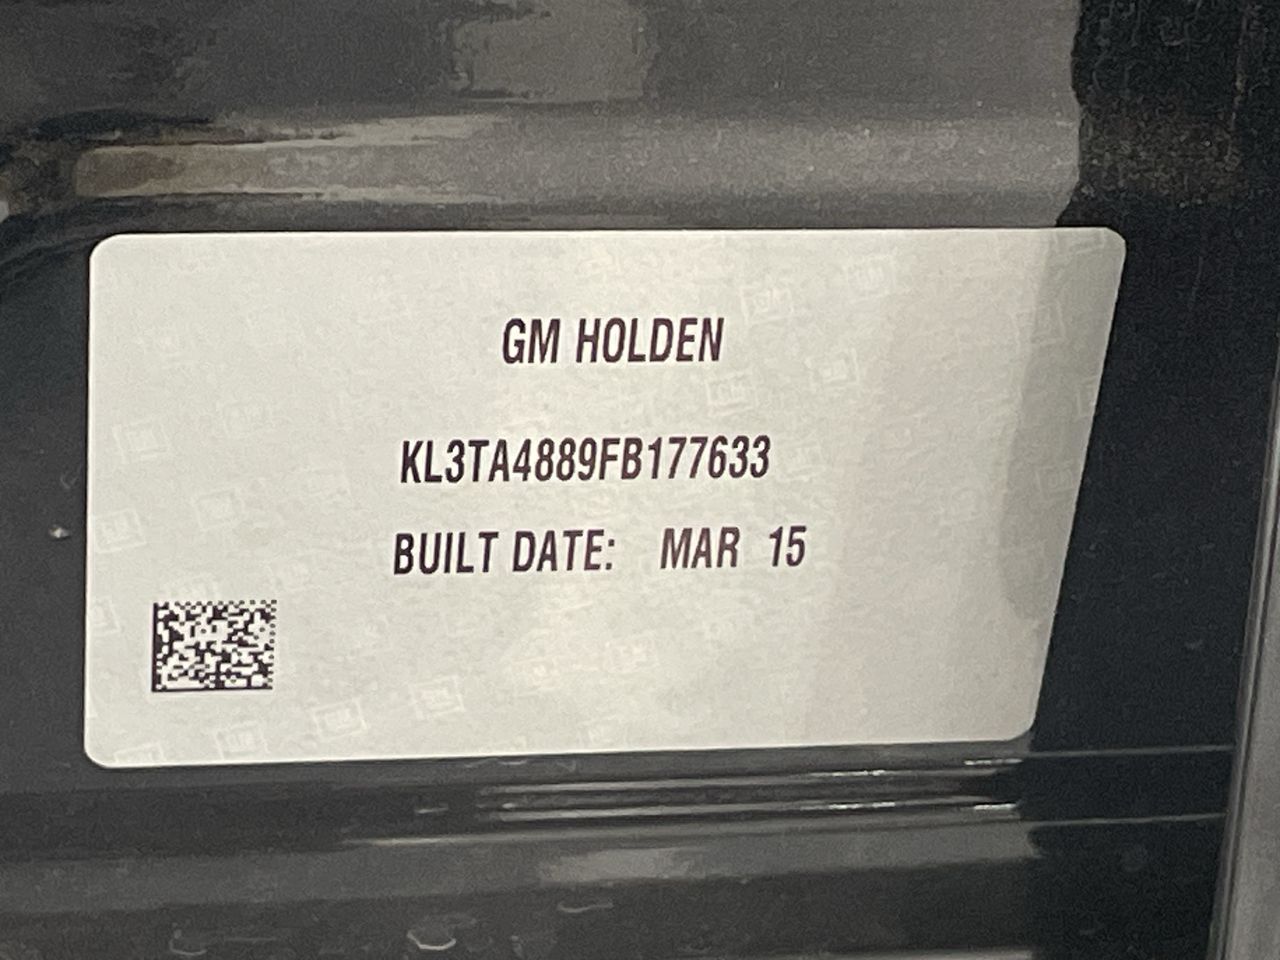 GM HOLDEN
KL3TA4889FB177633
BUILT DATE: MAR 15